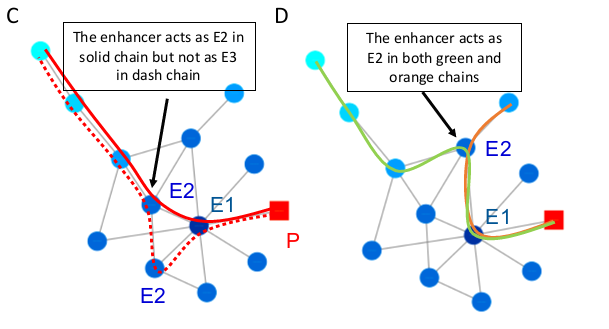 C
The enhancer acts as E2 in
solid chain but not as E3
in dash chain
E2
E1
P
E2
D
The enhancer acts as
E2 in both green and
orange chains
E2
E1